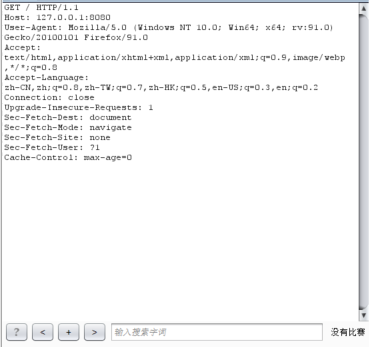 GET / HTTP/1.1
Host: 127.0.0.1:8080
User-Agent: Mozilla/5.0 (Windows NT 10.0; Win64; x64; rv:91.0)
Gecko/20100101 Firefox/91.0
Accept:
text/html,application/xhtml+xml,application/xml;q=0.9,image/webp
,*/*;q=0.8
Accept-Language:
zh-CN,zh;q=0.8,zh-TW;q=0.7,zh-HK;q=0.5,en-US;q=0.3,en;q=0.2
Connection: close
Upgrade-Insecure-Requests: 1
Sec-Fetch-Dest: document
Sec-Fetch-Mode: navigate
Sec-Fetch-Site: none
Sec-Fetch-User: ?1
Cache-Control: max-age=0
? < + > 输入搜索字词 没有比赛